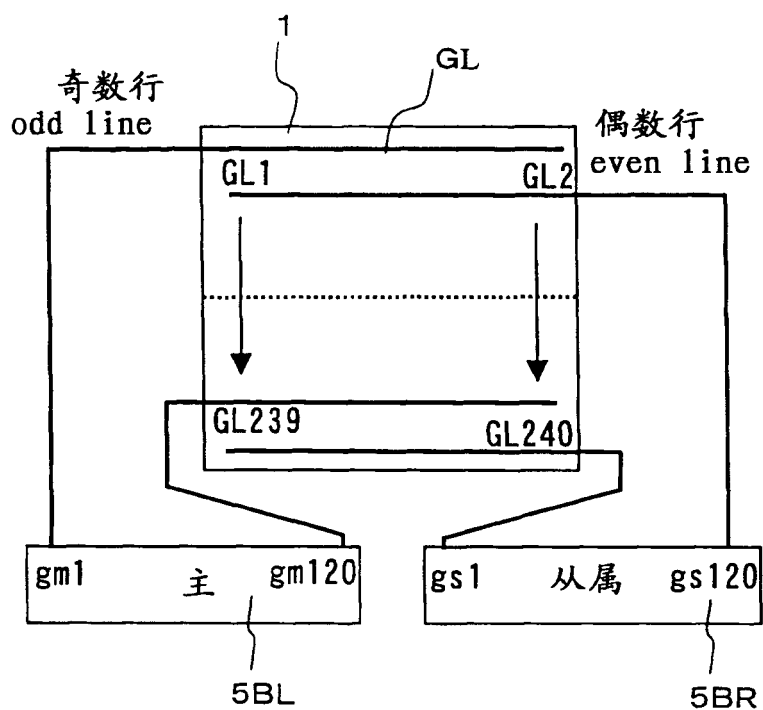 1
GL
奇数行
odd line
偶数行
even line
GL1
GL2
GL239
GL240
gm1
主
gm120
gs1
从属
gs120
5BL
5BR